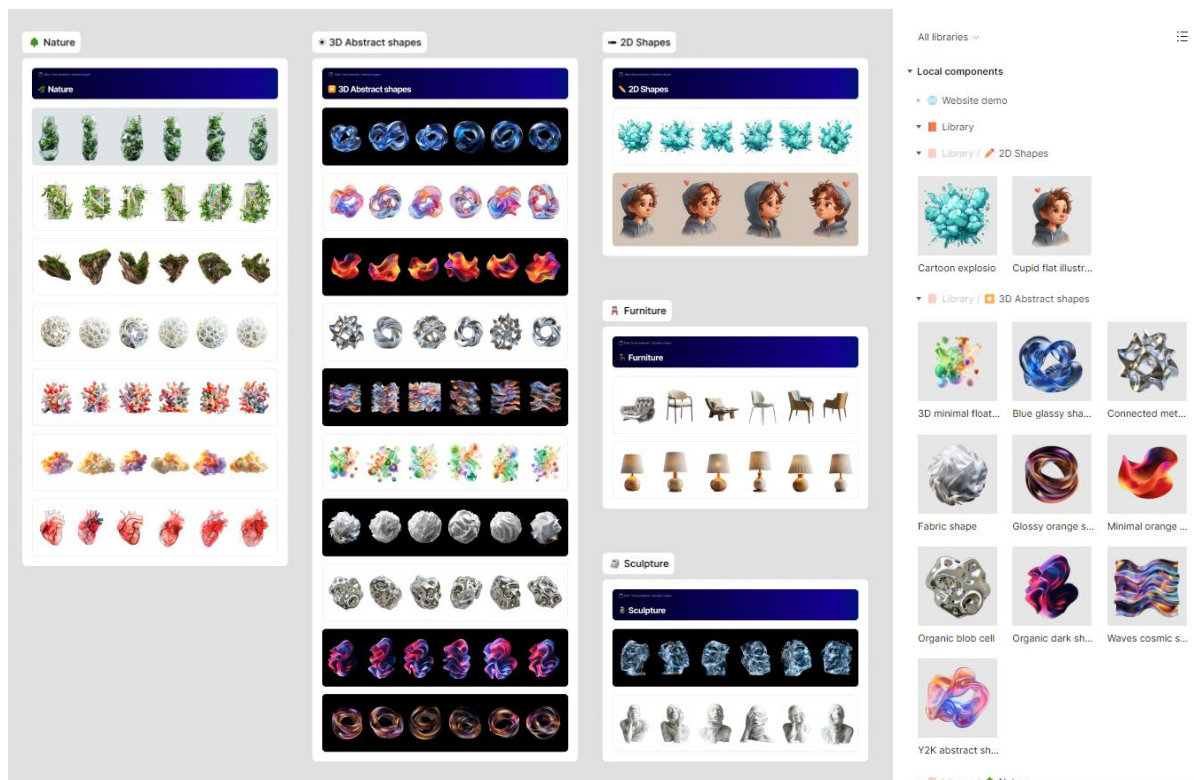 Nature
Nature
3D Abstract shapes
3D Abstract shapes
2D Shapes
2D Shapes
Furniture
Furniture
Sculpture
Sculpture
All libraries
Local components
Website demo
Library
Library / 2D Shapes
Cartoon explosio
Cupid flat illustr...
Library / 3D Abstract shapes
3D minimal float...
Blue glassy sha...
Connected met...
Fabric shape
Glossy orange s...
Minimal orange ...
Organic blob cell
Organic dark sh...
Waves cosmic s...
Y2K abstract sh...